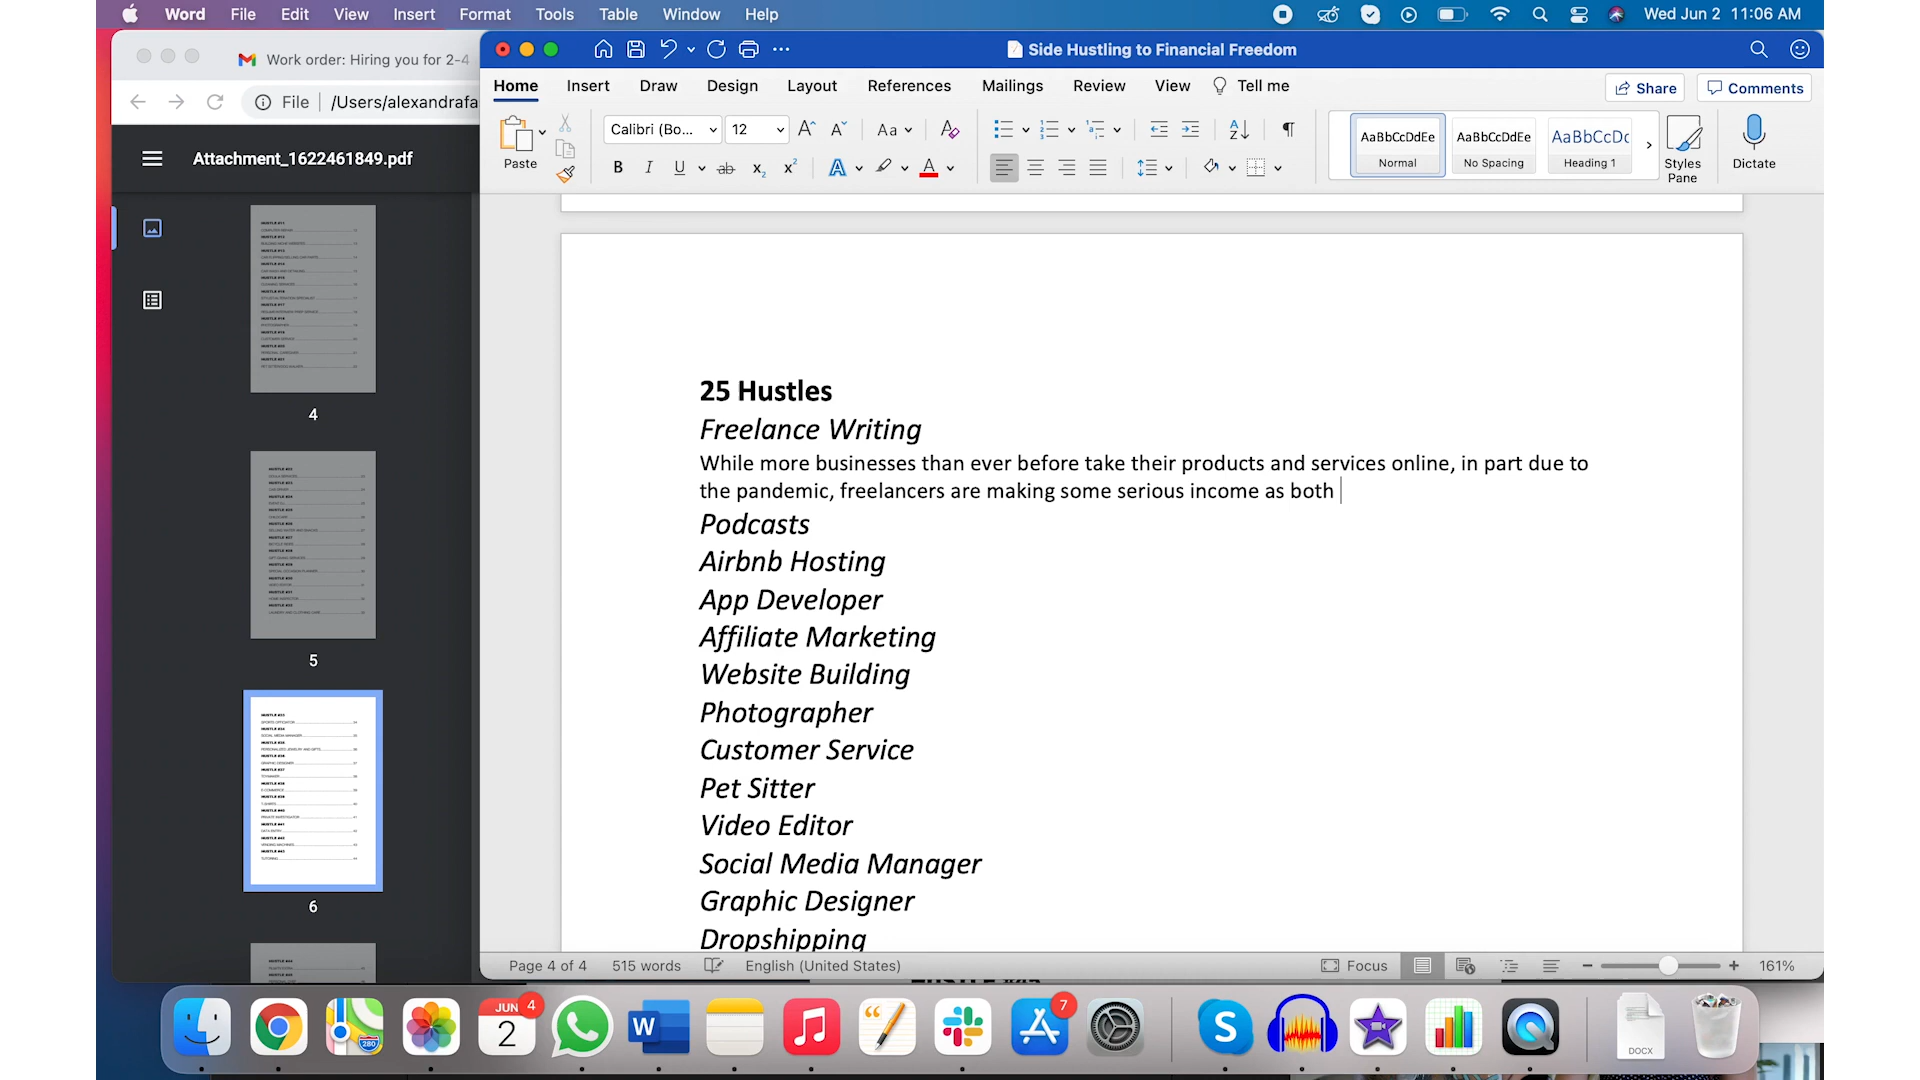 Word File Edit View Insert Format Tools Table Window Help
Wed Jun 2 11:06 AM
Work order: Hiring you for 2-4
Side Hustling to Financial Freedom
File /Users/alexandrafa
Home Insert Draw Design Layout References Mailings Review View Tell me
Share Comments
Attachment_1622461849.pdf
Paste
Calibri (Bo... 12
Aa
AaBbCcDdEe AaBbCcDdEe AaBbCcDc
Normal No Spacing Heading 1
Styles
Pane
Dictate
4
5
6
25 Hustles
Freelance Writing
While more businesses than ever before take their products and services online, in part due to
the pandemic, freelancers are making some serious income as both
Podcasts
Airbnb Hosting
App Developer
Affiliate Marketing
Website Building
Photographer
Customer Service
Pet Sitter
Video Editor
Social Media Manager
Graphic Designer
Dropshipping
Page 4 of 4 515 words English (United States)
Focus
161%
JUN
2
4
7
280
DOCX